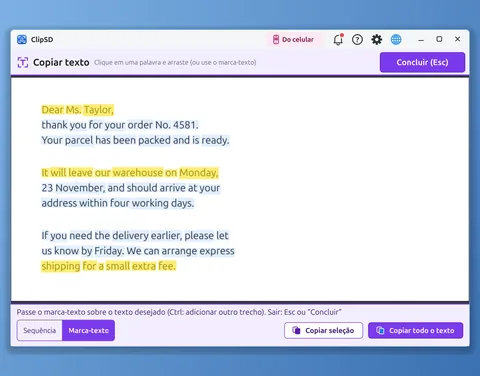 ClipSD
Do celular
Copiar texto
Clique em uma palavra e arraste (ou use o marca-texto)
Concluir (Esc)
Dear Ms. Taylor,
thank you for your order No. 4581.
Your parcel has been packed and is ready.
It will leave our warehouse on Monday,
23 November, and should arrive at your
address within four working days.
If you need the delivery earlier, please let
us know by Friday. We can arrange express
shipping for a small extra fee.
Passe o marca-texto sobre o texto desejado (Ctrl: adicionar outro trecho). Sair: Esc ou "Concluir"
Sequência
Marca-texto
Copiar seleção
Copiar todo o texto